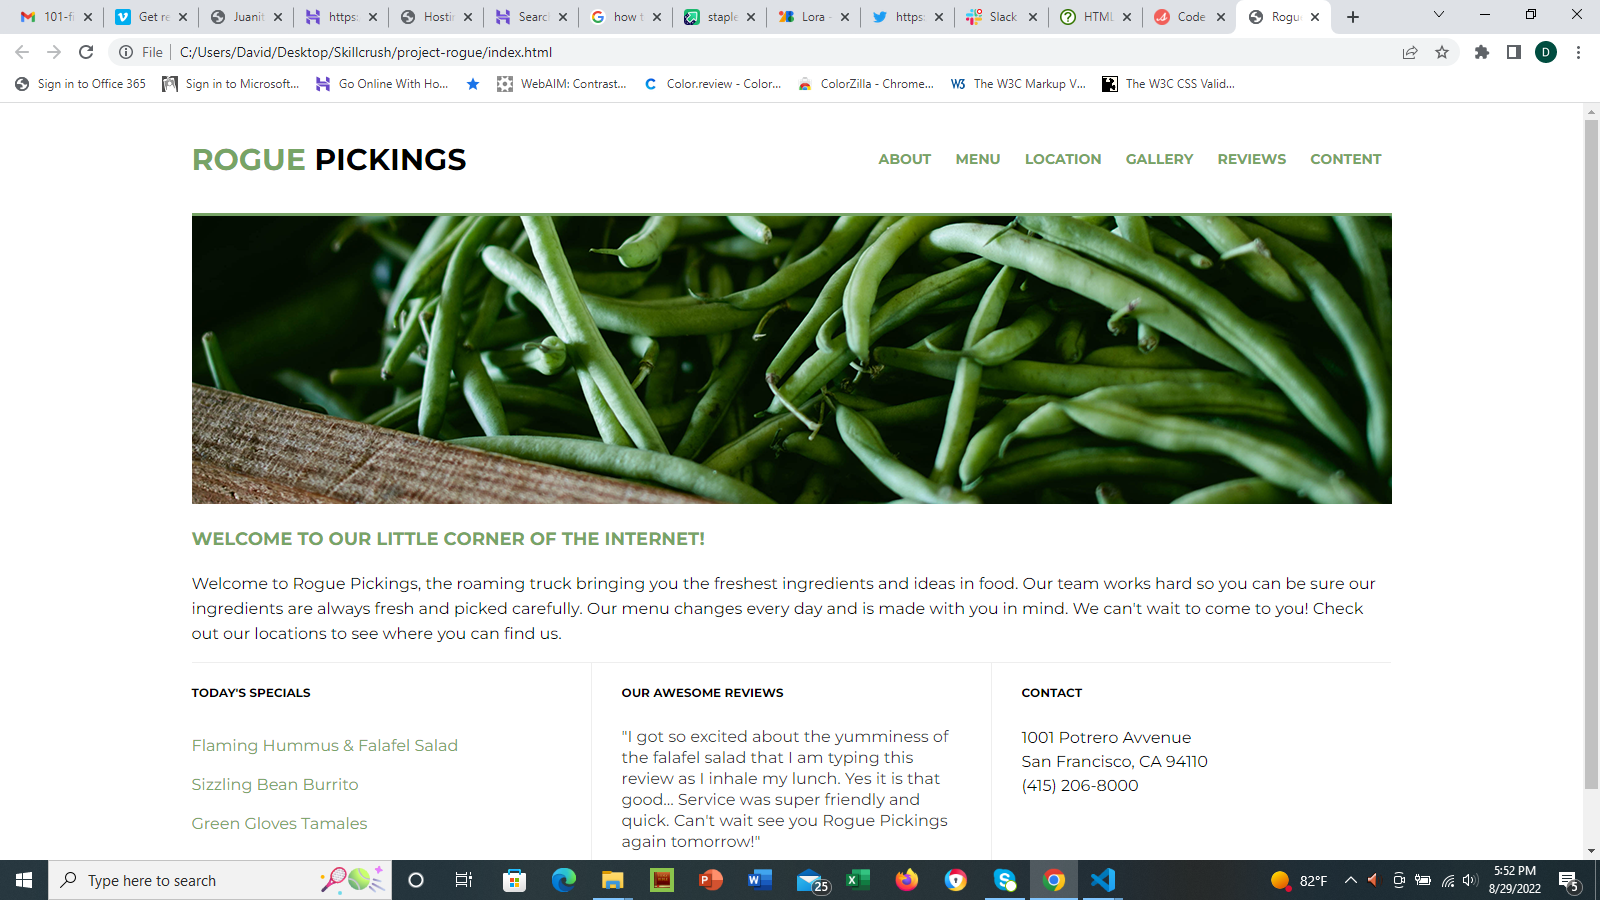 101-fi
Get re
Juanit
https:
Hostin
Search
how t
staple
Lora -
https:
Slack
HTML
Code
Rogu
File
C:/Users/David/Desktop/Skillcrush/project-rogue/index.html
D
Sign in to Office 365
Sign in to Microsoft...
Go Online With Ho...
WebAIM: Contrast...
Color.review - Color...
ColorZilla - Chrome...
The W3C Markup V...
The W3C CSS Valid...
ROGUE PICKINGS
ABOUT MENU LOCATION GALLERY REVIEWS CONTENT
WELCOME TO OUR LITTLE CORNER OF THE INTERNET!
Welcome to Rogue Pickings, the roaming truck bringing you the freshest ingredients and ideas in food. Our team works hard so you can be sure our
ingredients are always fresh and picked carefully. Our menu changes every day and is made with you in mind. We can't wait to come to you! Check
out our locations to see where you can find us.
TODAY'S SPECIALS
Flaming Hummus & Falafel Salad
Sizzling Bean Burrito
Green Gloves Tamales
OUR AWESOME REVIEWS
"I got so excited about the yumminess of
the falafel salad that I am typing this
review as I inhale my lunch. Yes it is that
good... Service was super friendly and
quick. Can't wait see you Rogue Pickings
again tomorrow!"
CONTACT
1001 Potrero Avvenue
San Francisco, CA 94110
(415) 206-8000
Type here to search
25
82°F
5:52 PM
8/29/2022
5